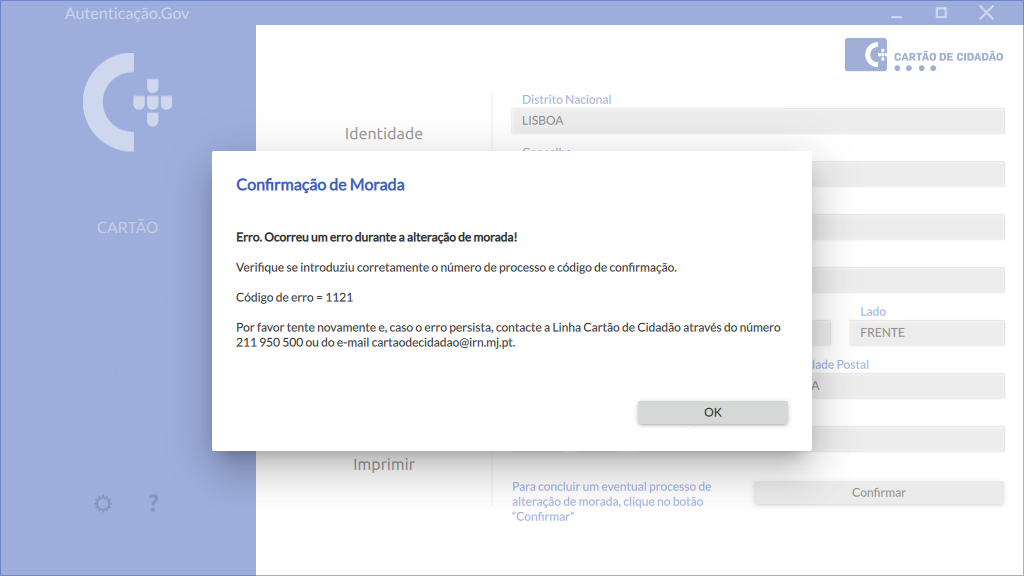 Autenticação.Gov
CARTÃO DE CIDADÃO
Distrito Nacional
LISBOA
Identidade
Confirmação de Morada
CARTÃO
Erro. Ocorreu um erro durante a alteração de morada!
Verifique se introduziu corretamente o número de processo e código de confirmação.
Código de erro = 1121
Lado
Por favor tente novamente e, caso o erro persista, contacte a Linha Cartão de Cidadão através do número
211 950 500 ou do e-mail cartaodecidadao@irn.mj.pt.
FRENTE
Postal
OK
Imprimir
Para concluir um eventual processo de
alteração de morada, clique no botão
“Confirmar”
Confirmar
?